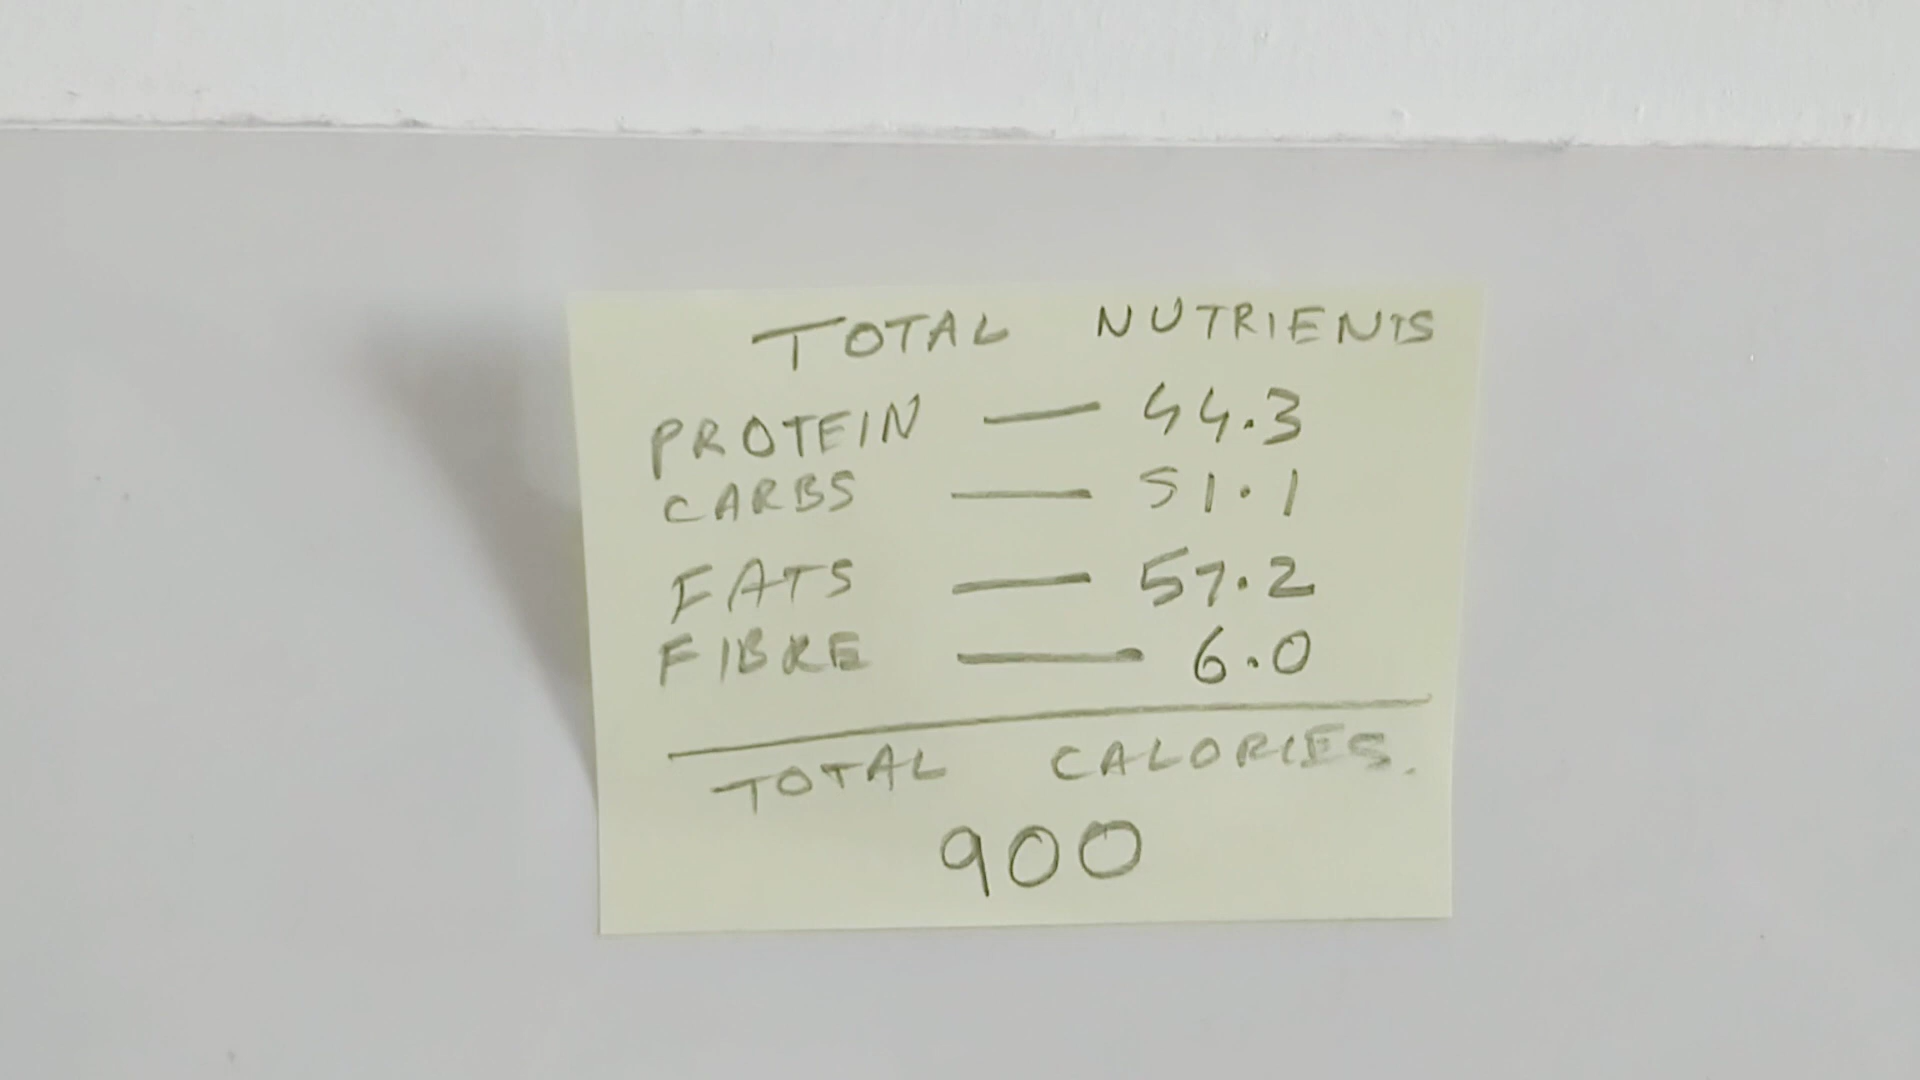 TOTAL NUTRIENTS
PROTEIN — 44.3
CARBS — 51.1
FATS — 57.2
FIBRE — 6.0
TOTAL CALORIES.
900